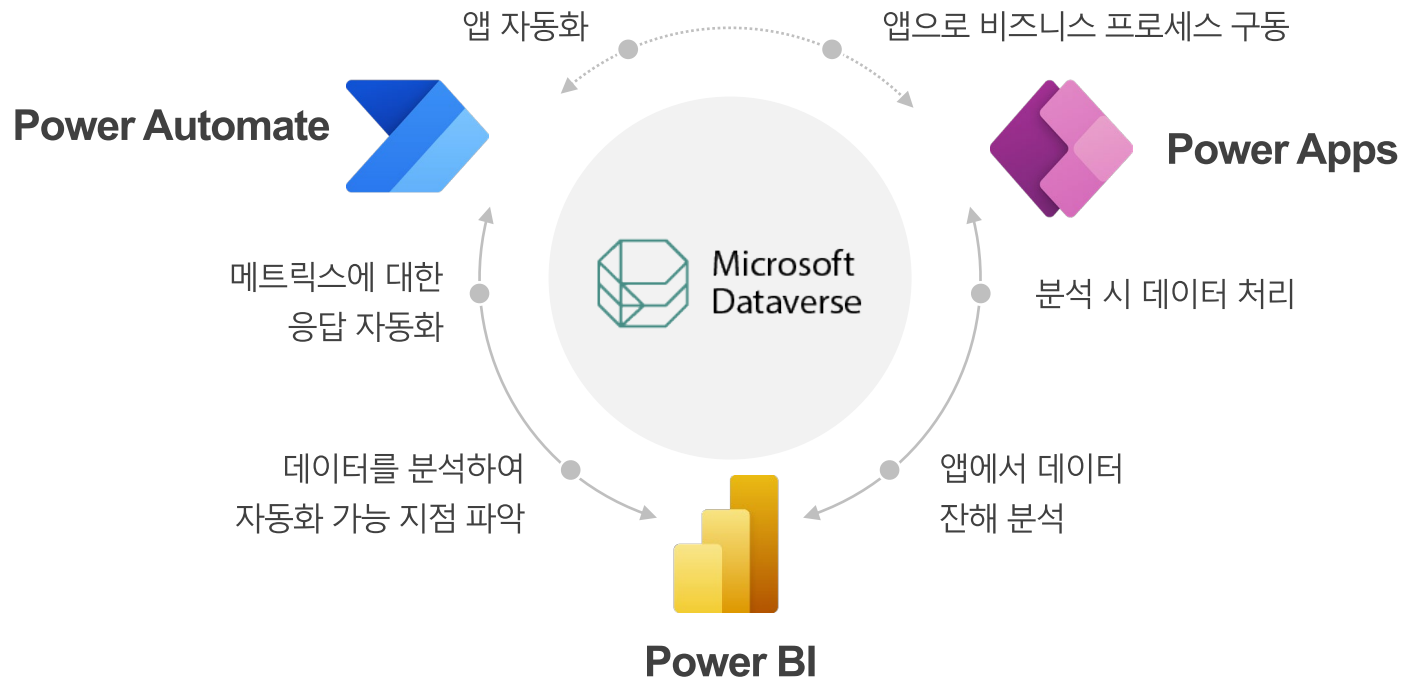 앱 자동화
앱으로 비즈니스 프로세스 구동
Power Automate
Power Apps
Microsoft
Dataverse
메트릭스에 대한
응답 자동화
분석 시 데이터 처리
데이터를 분석하여
자동화 가능 지점 파악
앱에서 데이터
잔해 분석
Power BI